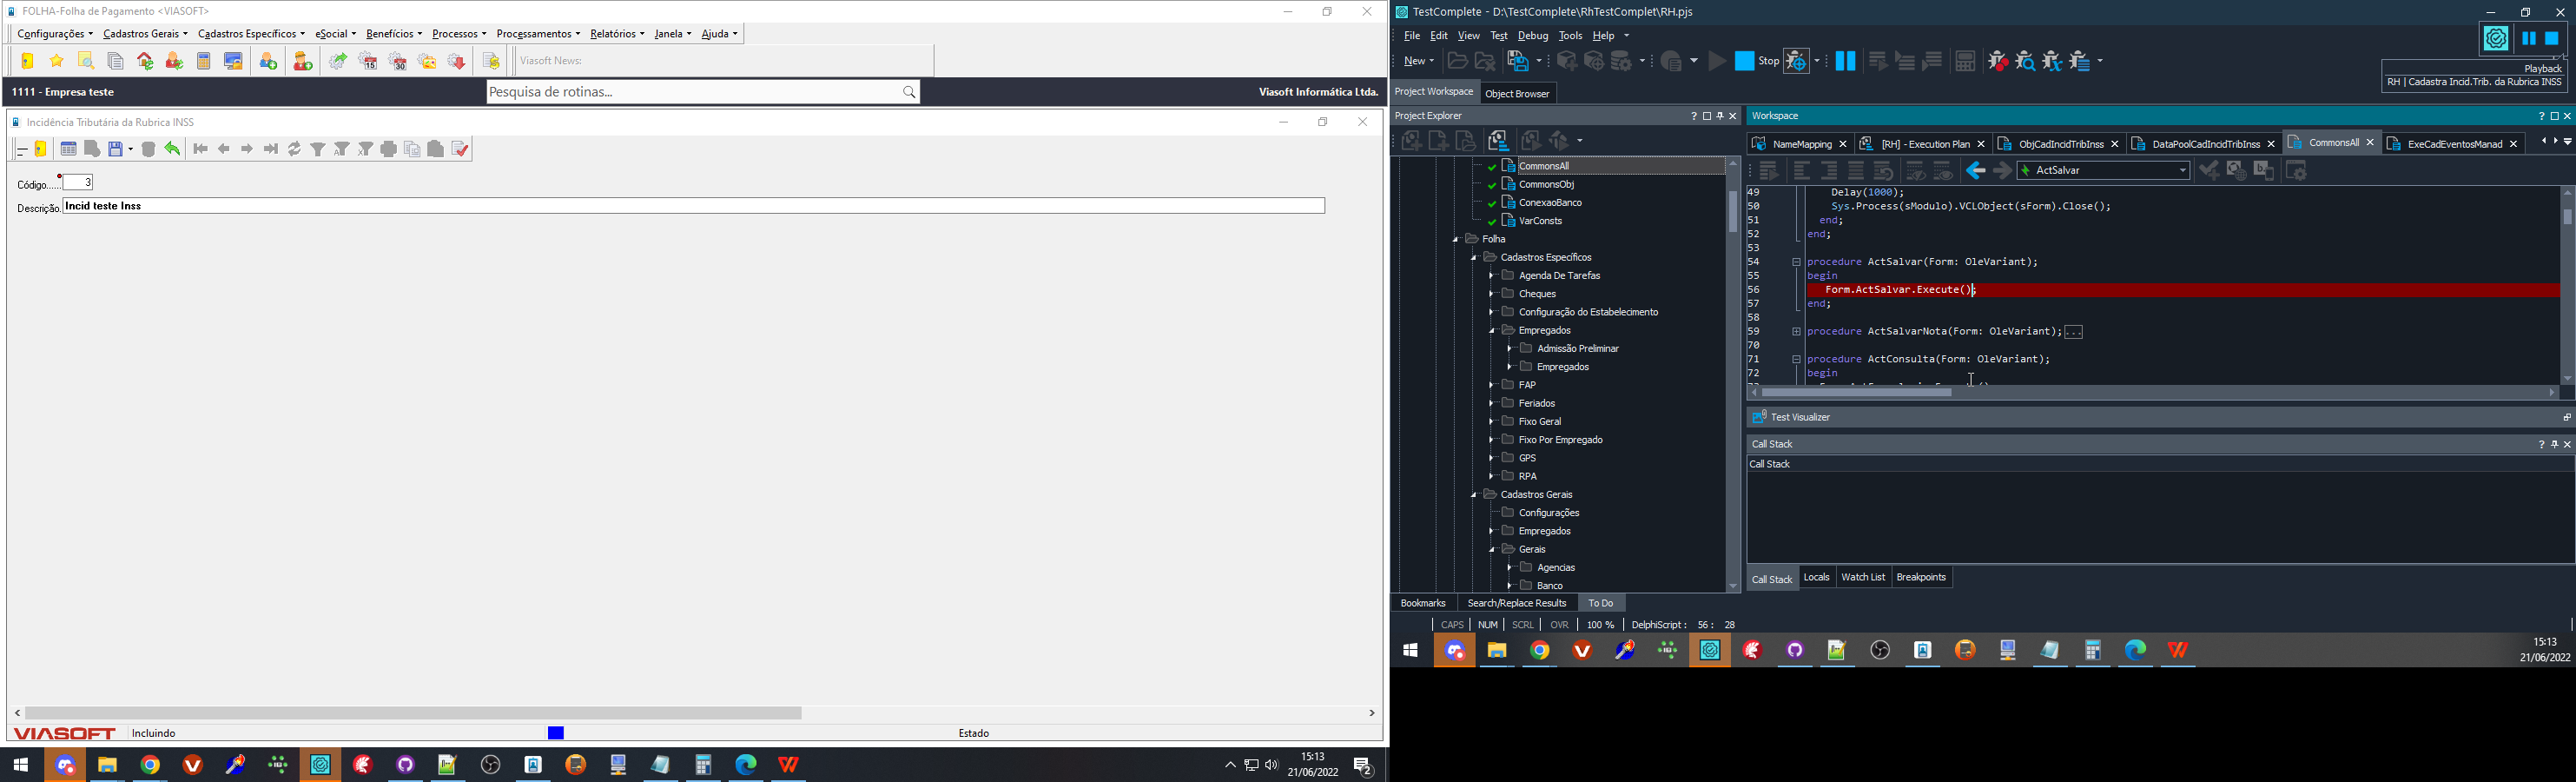 FOLHA-Folha de Pagamento <VIASOFT>
Configurações Cadastros Gerais Cadastros Específicos eSocial Benefícios Processos Processamentos Relatórios Janela Ajuda
Viasoft News:
1111 - Empresa teste
Pesquisa de rotinas...
Viasoft Informática Ltda.
Incidência Tributária da Rubrica INSS
Código...... 3
Descrição. Incid teste Inss
VIASOFT Incluindo Estado
15:13
21/06/2022
2
TestComplete - D:\TestComplete\RhTestComplet\RH.pjs
File Edit View Test Tools Debug Help
New Stop
Playback
RH | Cadastra Incid.Trib. da Rubrica INSS
Project Workspace Object Browser
Project Explorer
CommonsAll
CommonsObj
ConexaoBanco
VarConsts
Folha
Cadastros Específicos
Agenda De Tarefas
Cheques
Configuração do Estabelecimento
Empregados
Admissão Preliminar
Empregados
FAP
Feriados
Fixo Geral
Fixo Por Empregado
GPS
RPA
Cadastros Gerais
Configurações
Empregados
Gerais
Agencias
Banco
Workspace
NameMapping [RH] - Execution Plan ObjCadIncidTribInss DataPoolCadIncidTribInss CommonsAll ExeCadEventosManad
ActSalvar
49 Delay(1000);
50 Sys.Process(sModulo).VCLObject(sForm).Close();
51 end;
52 end;
53
54 procedure ActSalvar(Form: OleVariant);
55 begin
56 Form.ActSalvar.Execute();
57 end;
58
59 procedure ActSalvarNota(Form: OleVariant);...
70
71 procedure ActConsulta(Form: OleVariant);
72 begin
Test Visualizer
Call Stack
Call Stack
Call Stack Locals Watch List Breakpoints
Bookmarks Search/Replace Results To Do
CAPS NUM SCRL OVR 100 % DelphiScript : 56 : 28
15:13
21/06/2022